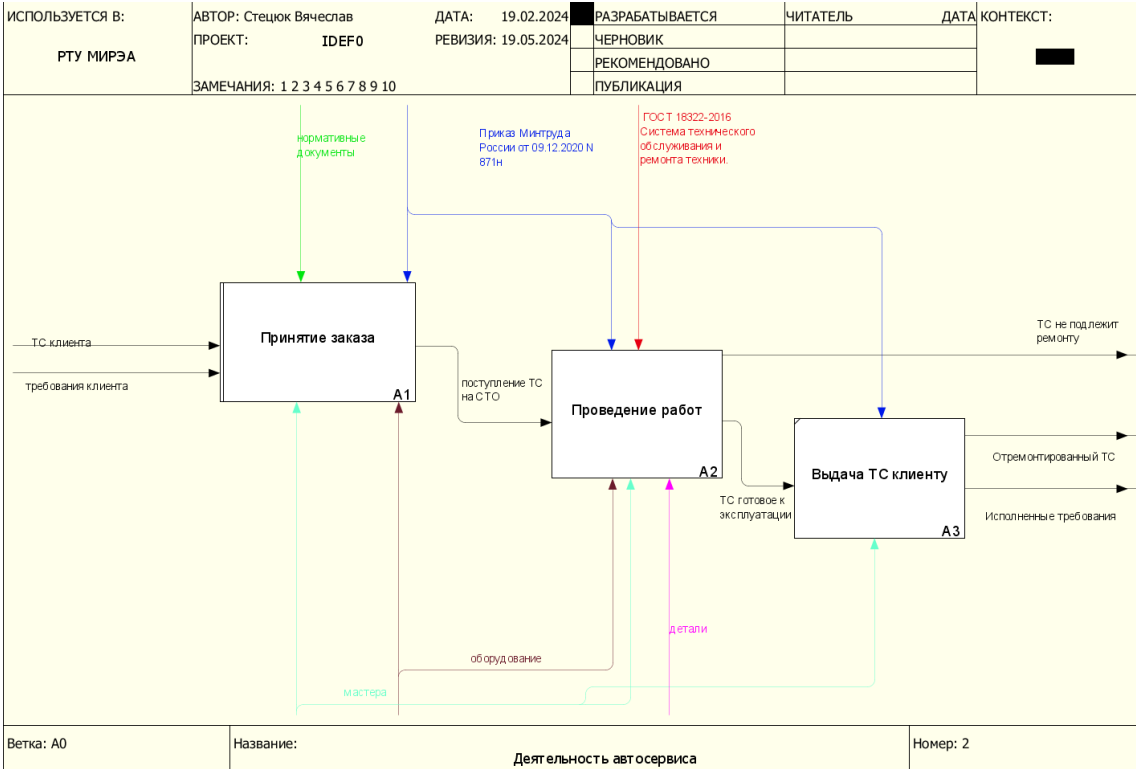 ИСПОЛЬЗУЕТСЯ В:
РТУ МИРЭА
АВТОР: Стецюк Вячеслав
ДАТА: 19.02.2024
ПРОЕКТ: IDEF0
РЕВИЗИЯ: 19.05.2024
ЗАМЕЧАНИЯ: 1 2 3 4 5 6 7 8 9 10
РАЗРАБАТЫВАЕТСЯ
ЧЕРНОВИК
РЕКОМЕНДОВАНО
ПУБЛИКАЦИЯ
ЧИТАТЕЛЬ
ДАТА
КОНТЕКСТ:
нормативные
документы
Приказ Минтруда
России от 09.12.2020 N
871н
ГОСТ 18322-2016
Система технического
обслуживания и
ремонта техники.
ТС клиента
требования клиента
Принятие заказа
A1
поступление ТС
на СТО
Проведение работ
A2
ТС не подлежит
ремонту
ТС готовое к
эксплуатации
Выдача ТС клиенту
A3
Отремонтированный ТС
Исполненные требования
детали
оборудование
мастера
Ветка: A0
Название:
Деятельность автосервиса
Номер: 2